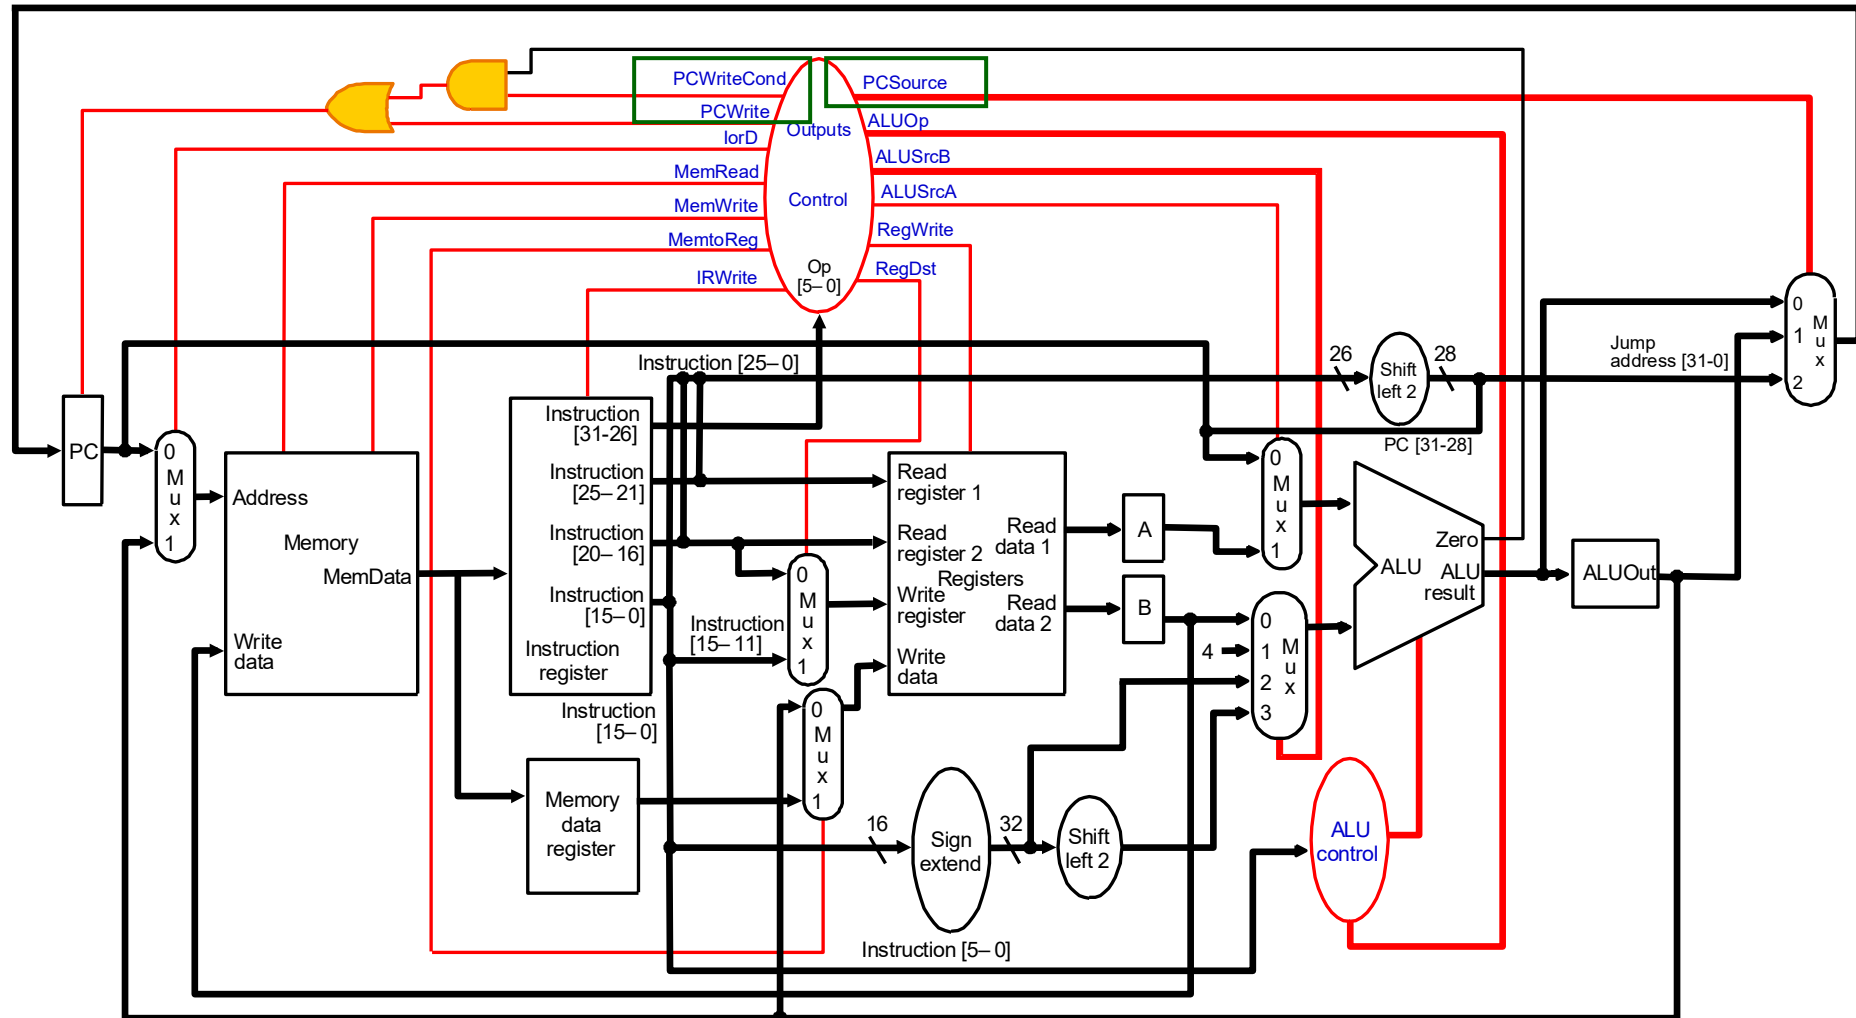 PCWriteCond
PCSource
PCWrite
ALUOp
Outputs
IorD
ALUSrcB
MemRead
ALUSrcA
Control
MemWrite
RegWrite
MemtoReg
Op
[5–0]
RegDst
IRWrite
0
1
2
M
u
x
Jump
address [31-0]
26
28
Shift
left 2
Instruction [25–0]
PC [31-28]
PC
0
M
u
x
1
Address
Memory
MemData
Write
data
Instruction
[31-26]
Instruction
[25–21]
Instruction
[20–16]
Instruction
[15–0]
Instruction
register
Instruction
[15–11]
0
M
u
x
1
Read
register 1
Read
register 2
Registers
Write
register
Write
data
Read
data 1
Read
data 2
A
B
0
M
u
x
1
4
0
1
2
3
M
u
x
Zero
ALU
ALU
result
ALUOut
Instruction
[15–0]
0
M
u
x
1
Memory
data
register
16
Sign
extend
32
Shift
left 2
ALU
control
Instruction [5–0]